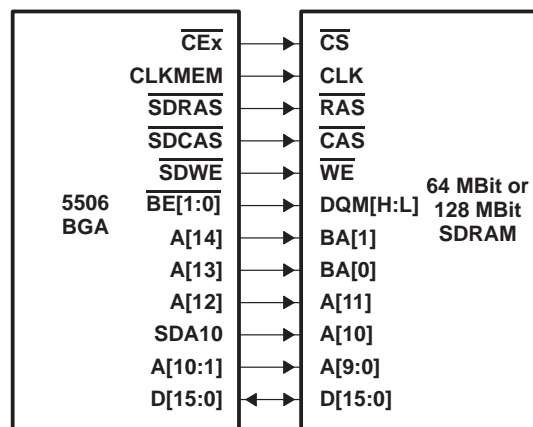 CEx CS
CLKMEM CLK
SDRAS RAS
SDCAS CAS
SDWE WE
BE[1:0] DQM[H:L]
5506
BGA
64 MBit or
128 MBit
SDRAM
A[14] BA[1]
A[13] BA[0]
A[12] A[11]
SDA10 A[10]
A[10:1] A[9:0]
D[15:0] D[15:0]